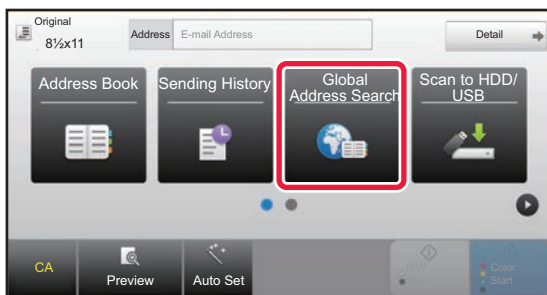 Original
8½x11
Address
E-mail Address
Detail
Address Book
Sending History
Global
Address Search
Scan to HDD/
USB
CA
Preview
Auto Set
B/W
Start
Color
Start